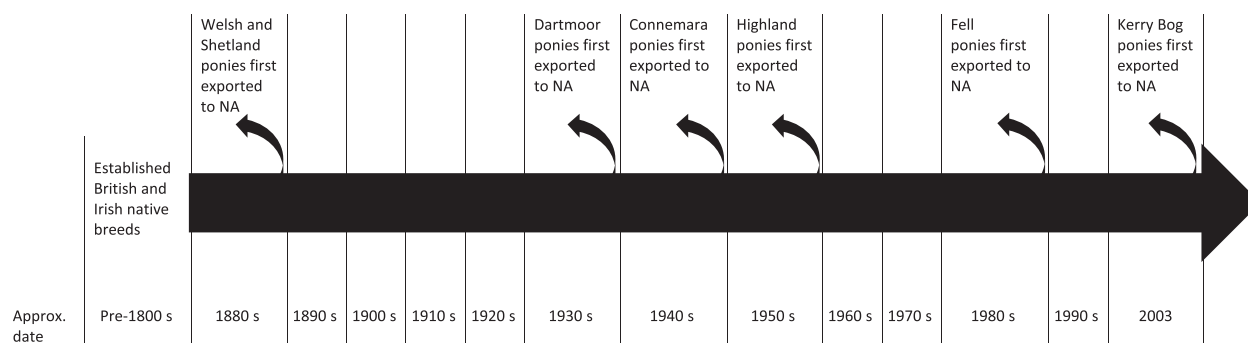 Welsh and
Shetland
ponies first
exported
to NA
Dartmoor
ponies first
exported
to NA
Connemara
ponies first
exported to
NA
Highland
ponies first
exported
to NA
Fell
ponies first
exported to
NA
Kerry Bog
ponies first
exported
to NA
Established
British and
Irish native
breeds
Approx.
date
Pre-1800 s
1880 s
1890 s
1900 s
1910 s
1920 s
1930 s
1940 s
1950 s
1960 s
1970 s
1980 s
1990 s
2003